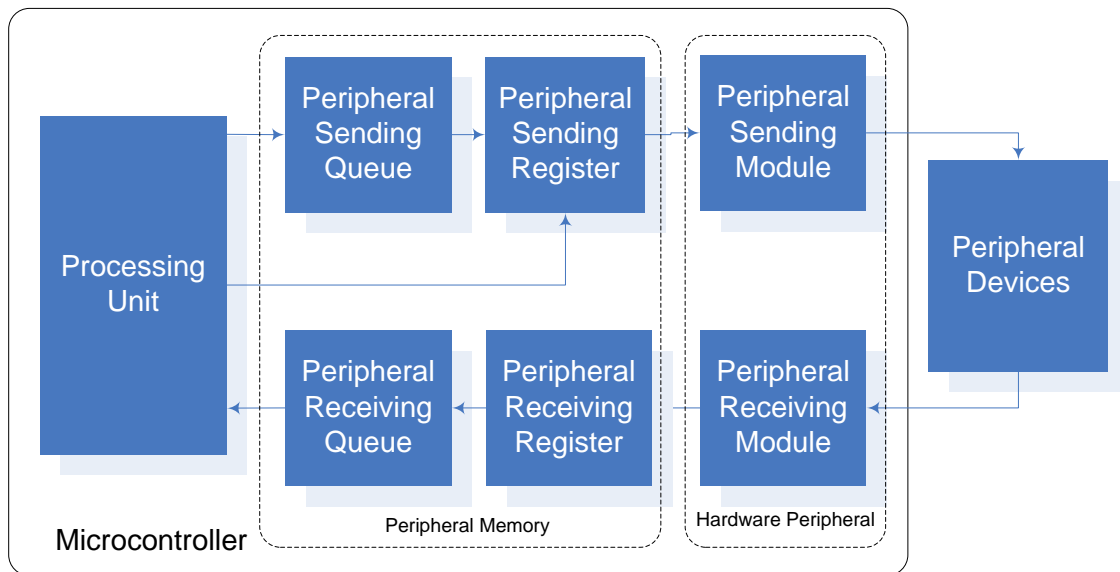 Processing
Unit
Peripheral
Sending
Queue
Peripheral
Sending
Register
Peripheral
Sending
Module
Peripheral
Devices
Peripheral
Receiving
Queue
Peripheral
Receiving
Register
Peripheral
Receiving
Module
Peripheral Memory
Hardware Peripheral
Microcontroller